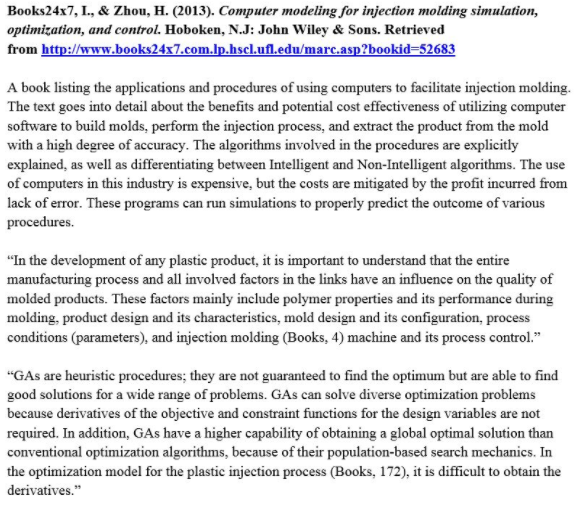 Books24x7, I., & Zhou, H. (2013). Computer modeling for injection molding simulation,
optimization, and control. Hoboken, N.J: John Wiley & Sons. Retrieved
from http://www.books24x7.com.lp.hscl.ufl.edu/marc.asp?bookid=52683
A book listing the applications and procedures of using computers to facilitate injection molding.
The text goes into detail about the benefits and potential cost effectiveness of utilizing computer
software to build molds, perform the injection process, and extract the product from the mold
with a high degree of accuracy. The algorithms involved in the procedures are explicitly
explained, as well as differentiating between Intelligent and Non-Intelligent algorithms. The use
of computers in this industry is expensive, but the costs are mitigated by the profit incurred from
lack of error. These programs can run simulations to properly predict the outcome of various
procedures.
“In the development of any plastic product, it is important to understand that the entire
manufacturing process and all involved factors in the links have an influence on the quality of
molded products. These factors mainly include polymer properties and its performance during
molding, product design and its characteristics, mold design and its configuration, process
conditions (parameters), and injection molding (Books, 4) machine and its process control.”
“GAs are heuristic procedures; they are not guaranteed to find the optimum but are able to find
good solutions for a wide range of problems. GAs can solve diverse optimization problems
because derivatives of the objective and constraint functions for the design variables are not
required. In addition, GAs have a higher capability of obtaining a global optimal solution than
conventional optimization algorithms, because of their population-based search mechanics. In
the optimization model for the plastic injection process (Books, 172), it is difficult to obtain the
derivatives.”